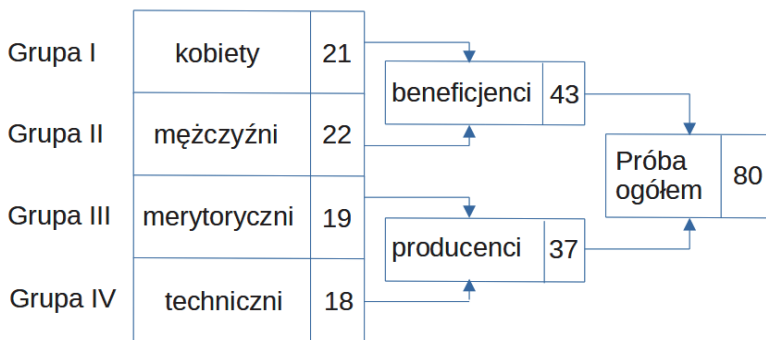 Grupa I kobiety 21
beneficjenci 43
Grupa II mężczyźni 22
Próba
ogółem 80
Grupa III merytoryczni 19
producenci 37
Grupa IV techniczni 18